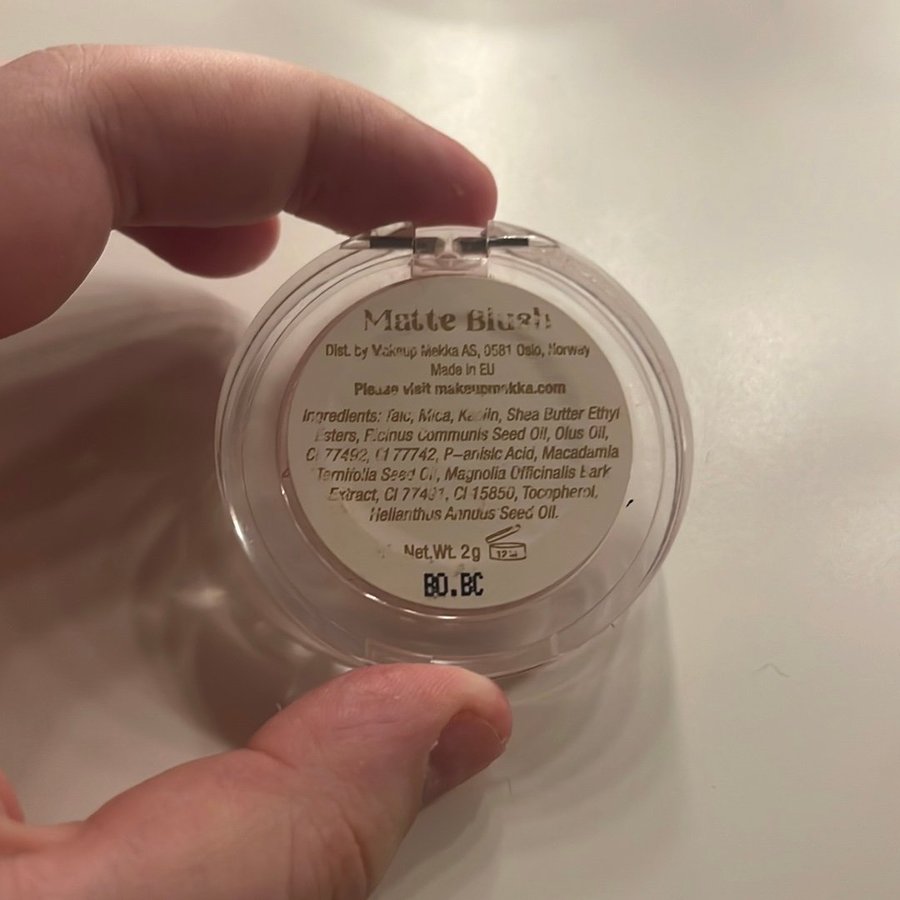 Matte Blush
Dist. by Makeup Mekka AS, 0581 Oslo, Norway
Made in EU
Please visit makeupmekka.com
Ingredients: Talc, Mica, Kaolin, Shea Butter Ethyl
Esters, Ricinus Communis Seed Oil, Olus Oil,
CI 77492, CI 77742, P-anisic Acid, Macadamia
Ternifolia Seed Oil, Magnolia Officinalis Bark
Extract, CI 77491, CI 15850, Tocopherol,
Helianthus Annuus Seed Oil.
Net.Wt. 2g 12M
BO.BC